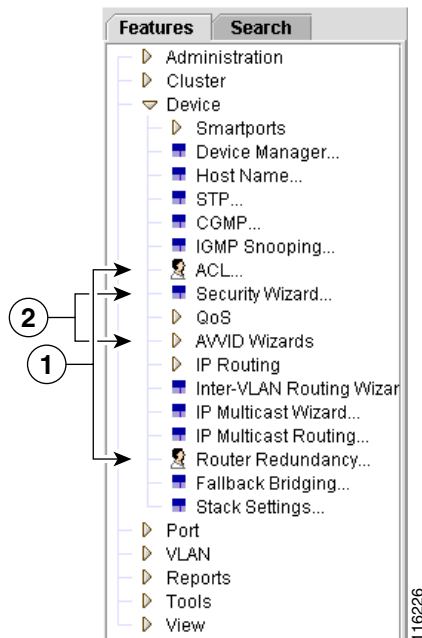 Features Search
Administration
Cluster
Device
Smartports
Device Manager...
Host Name...
STP...
CGMP...
IGMP Snooping...
ACL...
Security Wizard...
2
QoS
AVVID Wizards
1
IP Routing
Inter-VLAN Routing Wizar
IP Multicast Wizard...
IP Multicast Routing...
Router Redundancy...
Fallback Bridging...
Stack Settings...
Port
VLAN
Reports
Tools
View
116226